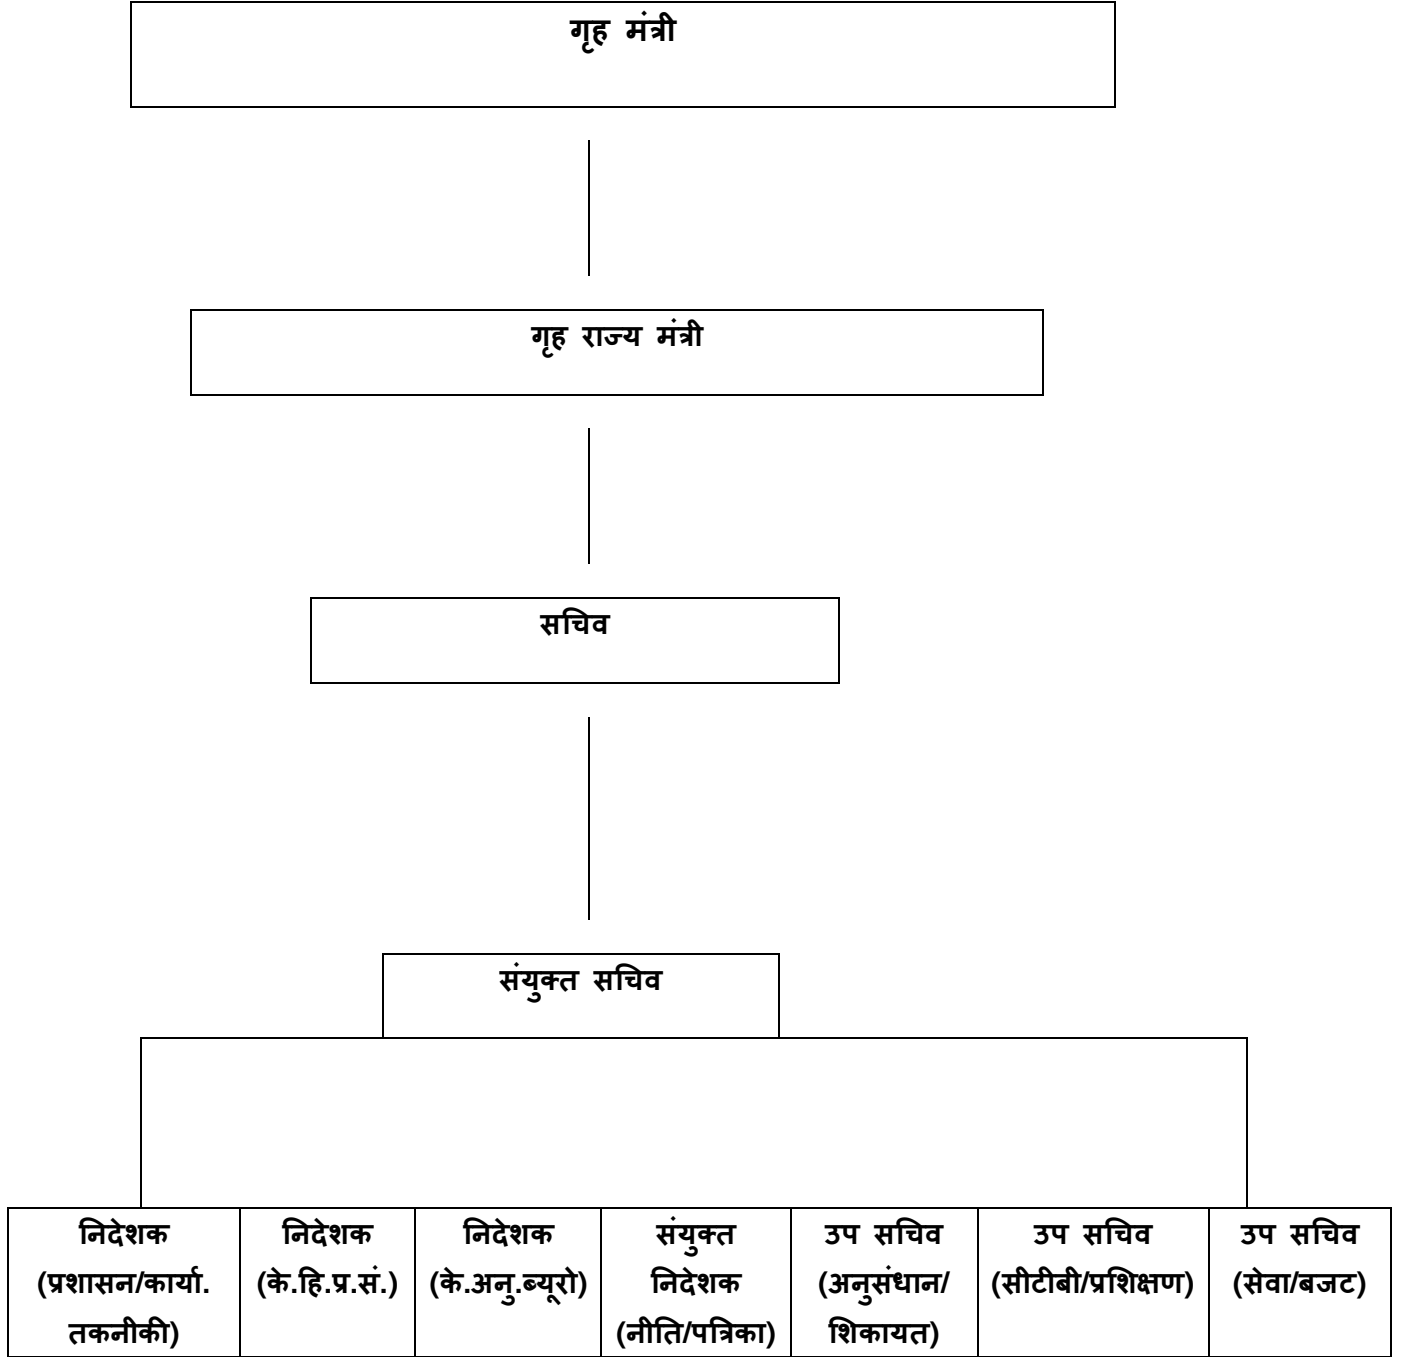 गृह मंत्री
गृह राज्य मंत्री
सचिव
संयुक्त सचिव
निदेशक
(प्रशासन/कार्या.
तकनीकी)
निदेशक
(के.हि.प्र.सं.)
निदेशक
(के.अनु.ब्यूरो)
संयुक्त
निदेशक
(नीति/पत्रिका)
उप सचिव
(अनुसंधान/
शिकायत)
उप सचिव
(सीटीबी/प्रशिक्षण)
उप सचिव
(सेवा/बजट)